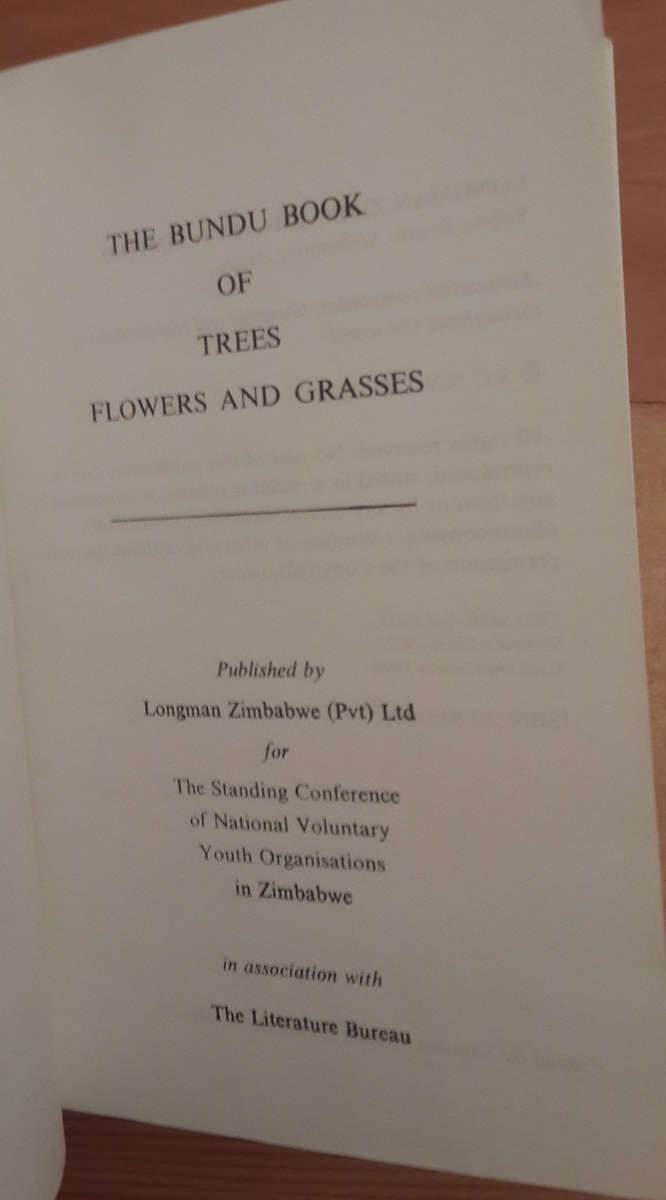 THE BUNDU BOOK
OF
TREES
FLOWERS AND GRASSES
Published by
Longman Zimbabwe (Pvt) Ltd
for
The Standing Conference
of National Voluntary
Youth Organisations
in Zimbabwe
in association with
The Literature Bureau